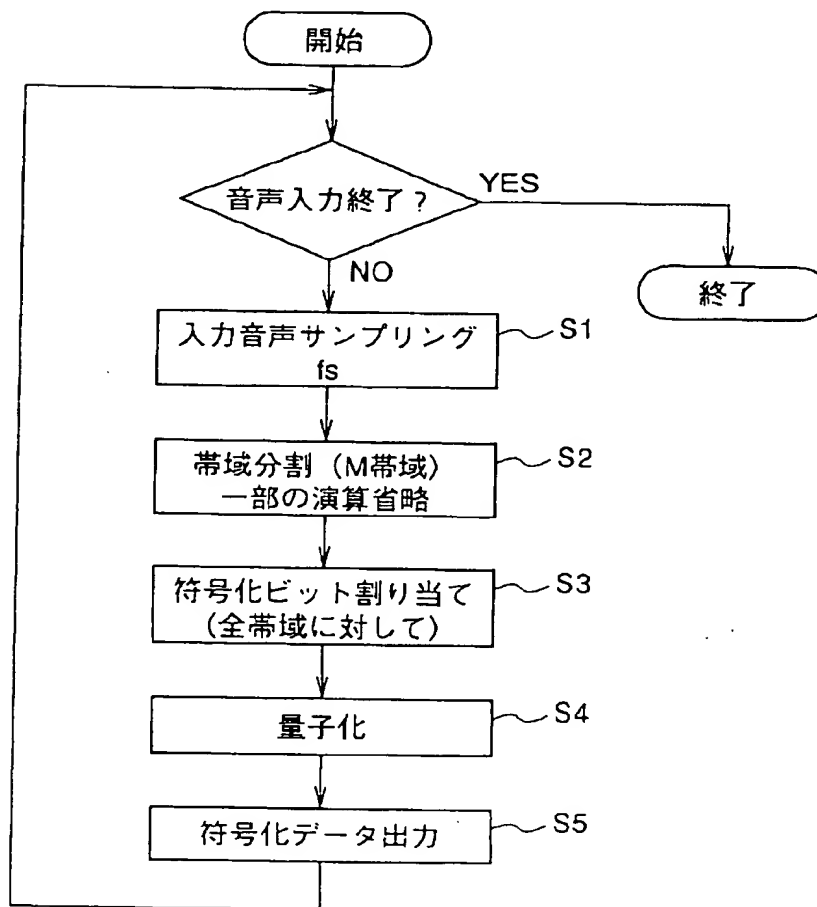 開始
音声入力終了?
YES
NO
終了
入力音声サンプリング
fs
S1
帯域分割(M帯域)
一部の演算省略
S2
符号化ビット割り当て
(全帯域に対して)
S3
量子化
S4
符号化データ出力
S5